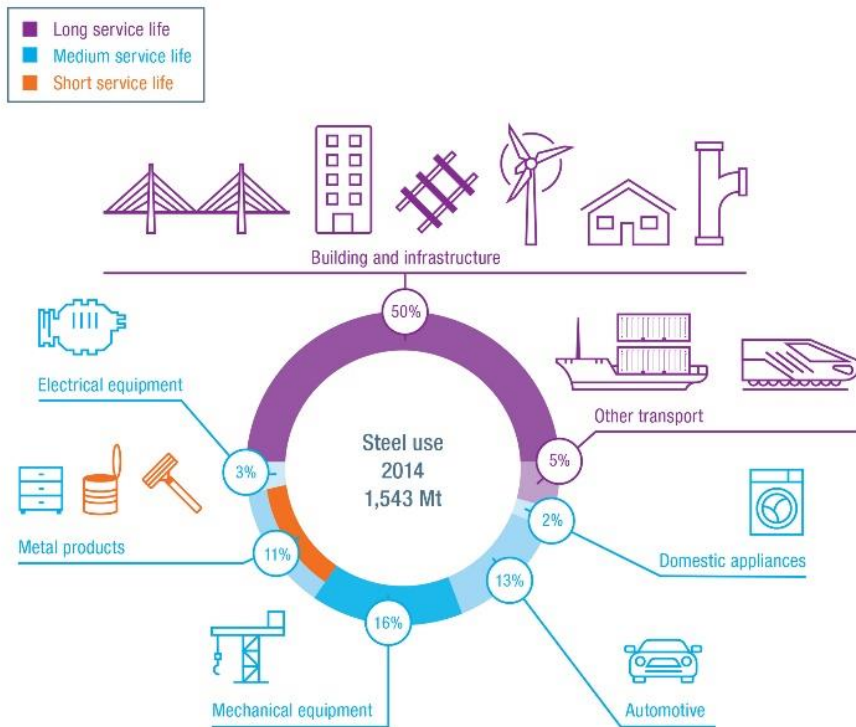 Long service life
Medium service life
Short service life
Building and infrastructure
50%
Electrical equipment
Other transport
Steel use
2014
1,543 Mt
3%
5%
Metal products
11%
2%
Domestic appliances
13%
16%
Mechanical equipment
Automotive